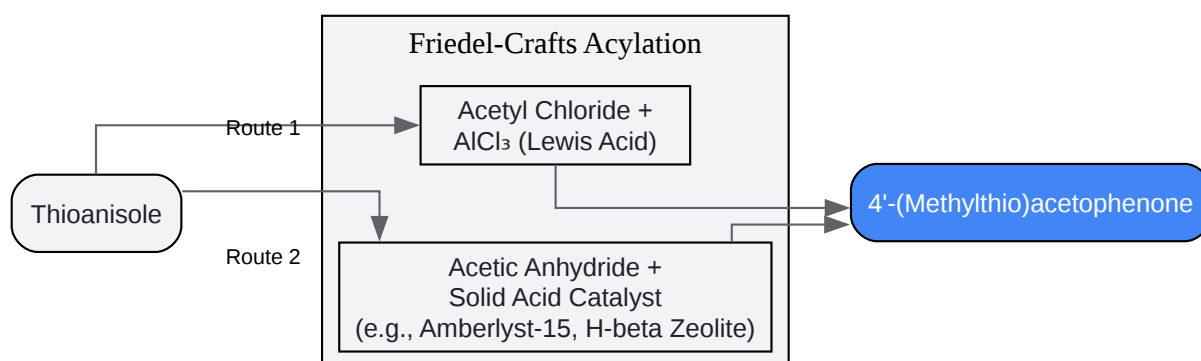 Friedel-Crafts Acylation
Acetyl Chloride +
AlCl₃ (Lewis Acid)
Route 1
Thioanisole
4'-(Methylthio)acetophenone
Route 2
Acetic Anhydride +
Solid Acid Catalyst
(e.g., Amberlyst-15, H-beta Zeolite)